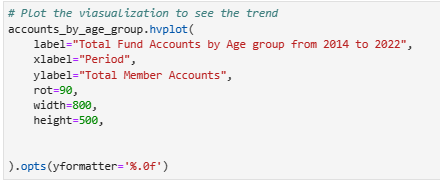 # Plot the viasualization to see the trend
accounts_by_age_group.hvplot(
    label="Total Fund Accounts by Age group from 2014 to 2022",
    xlabel="Period",
    ylabel="Total Member Accounts",
    rot=90,
    width=800,
    height=500,
).opts(yformatter='%.0f')